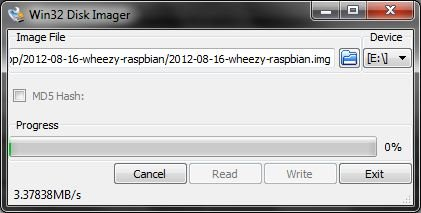 Win32 Disk Imager
Image File
Device
op/2012-08-16-wheezy-raspbian/2012-08-16-wheezy-raspbian.img
[E:\]
MD5 Hash:
Progress
0%
Cancel
Read
Write
Exit
3.37838MB/s